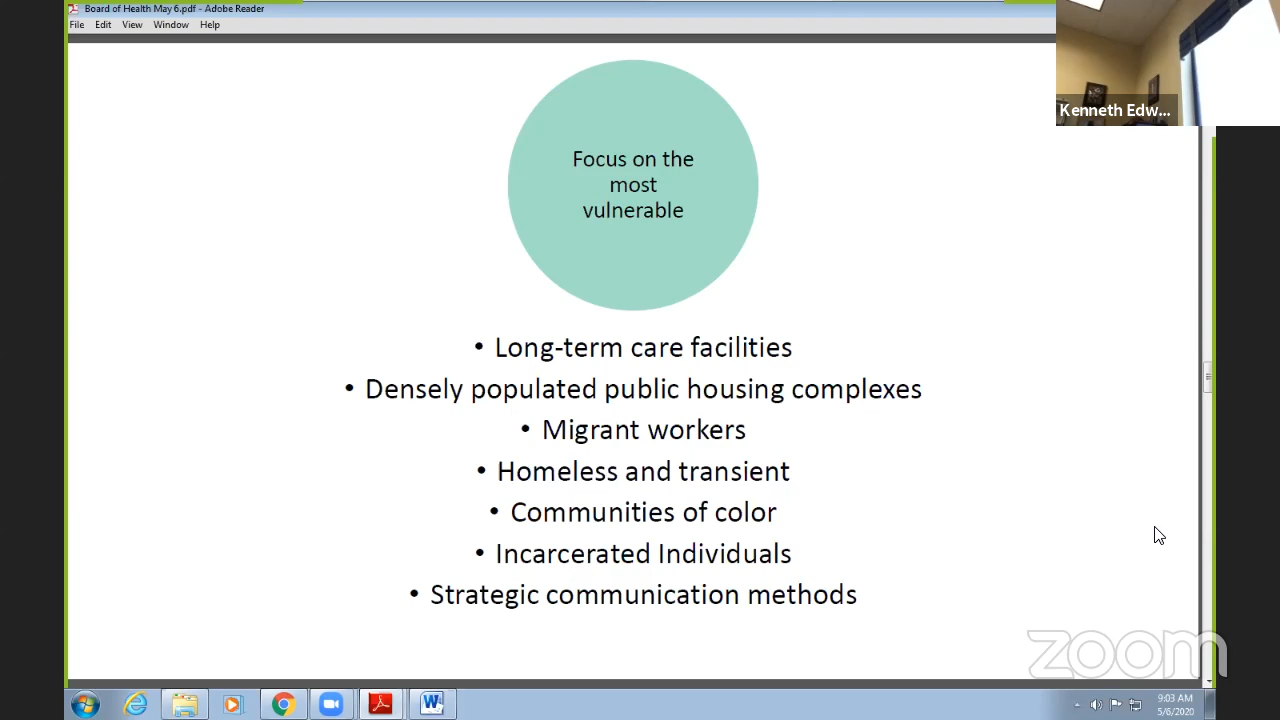 Board of Health May 6.pdf - Adobe Reader
File Edit View Window Help
Kenneth Edw...
Focus on the
most
vulnerable
• Long-term care facilities
• Densely populated public housing complexes
• Migrant workers
• Homeless and transient
• Communities of color
• Incarcerated Individuals
• Strategic communication methods
zoom
9:03 AM
5/6/2020